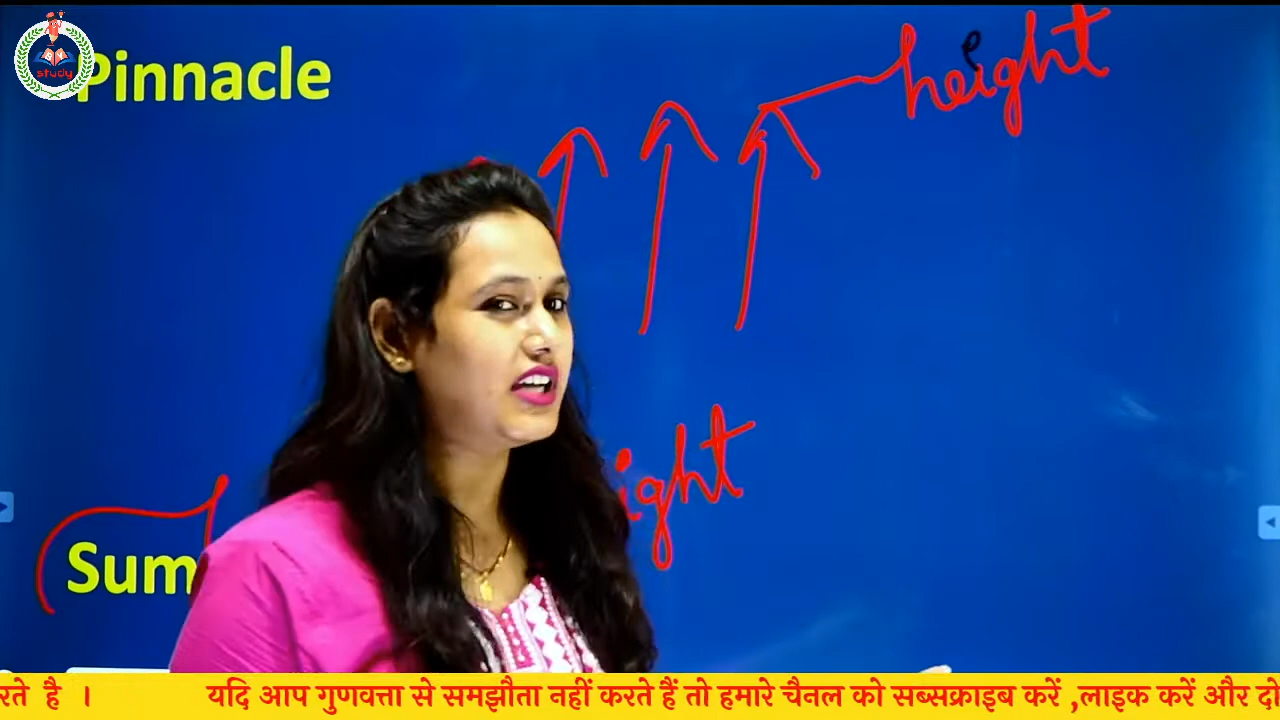 study
Pinnacle
height
Sum
ight
रते है । यदि आप गुणवत्ता से समझौता नहीं करते हैं तो हमारे चैनल को सब्सक्राइब करें ,लाइक करें और दो